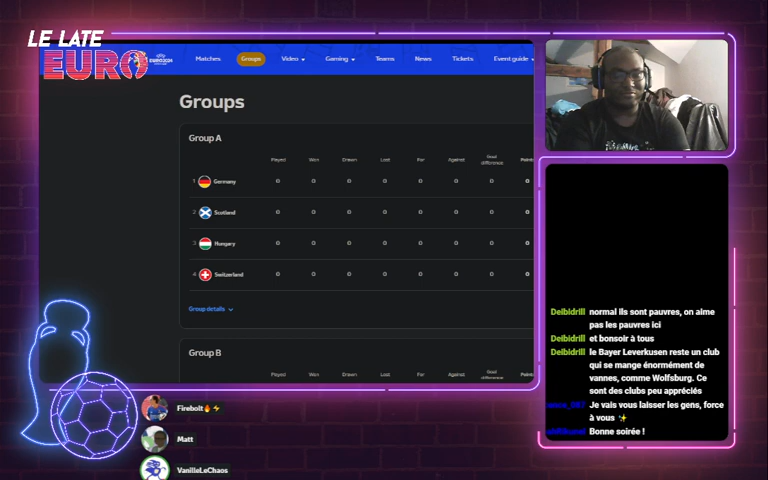 LE LATE
EURO
EURO2024
Matches Groups Video Gaming Teams News Tickets Event guide
Groups
Group A
Played Won Drawn Lost For Against Goal difference Points
1 Germany 0 0 0 0 0 0 0 0
2 Scotland 0 0 0 0 0 0 0 0
3 Hungary 0 0 0 0 0 0 0 0
4 Switzerland 0 0 0 0 0 0 0 0
Group details
Group B
Played Won Drawn Lost For Against Goal difference Points
Firebolt🔥⚡
Matt
VanilleLeChaos
Deibidrill normal ils sont pauvres, on aime
pas les pauvres ici
Deibidrill et bonsoir à tous
Deibidrill le Bayer Leverkusen reste un club
qui se mange énormément de
vannes, comme Wolfsburg. Ce
sont des clubs peu appréciés
Je vais vous laisser les gens, force
à vous ✨
Bonne soirée !